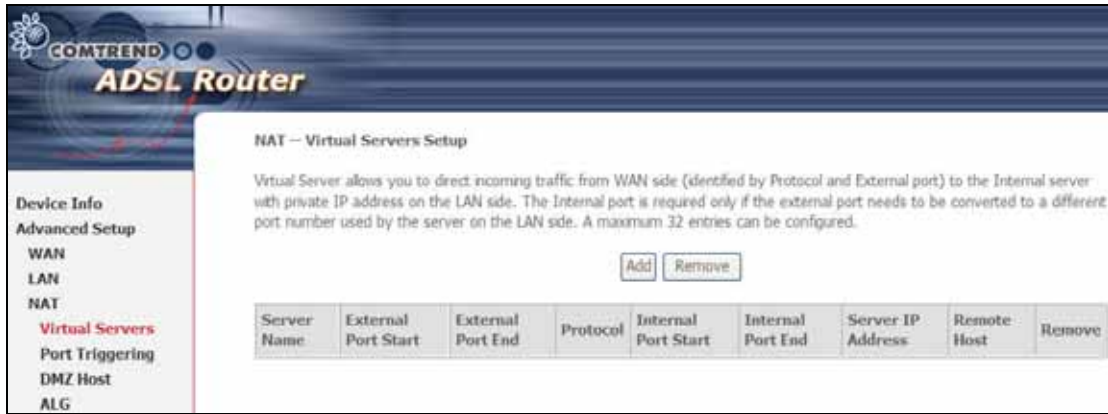 COMTREND
ADSL Router
Device Info
Advanced Setup
WAN
LAN
NAT
Virtual Servers
Port Triggering
DMZ Host
ALG
NAT -- Virtual Servers Setup
Virtual Server allows you to direct incoming traffic from WAN side (identified by Protocol and External port) to the Internal server
with private IP address on the LAN side. The Internal port is required only if the external port needs to be converted to a different
port number used by the server on the LAN side. A maximum 32 entries can be configured.
Add Remove
Server Name External Port Start External Port End Protocol Internal Port Start Internal Port End Server IP Address Remote Host Remove